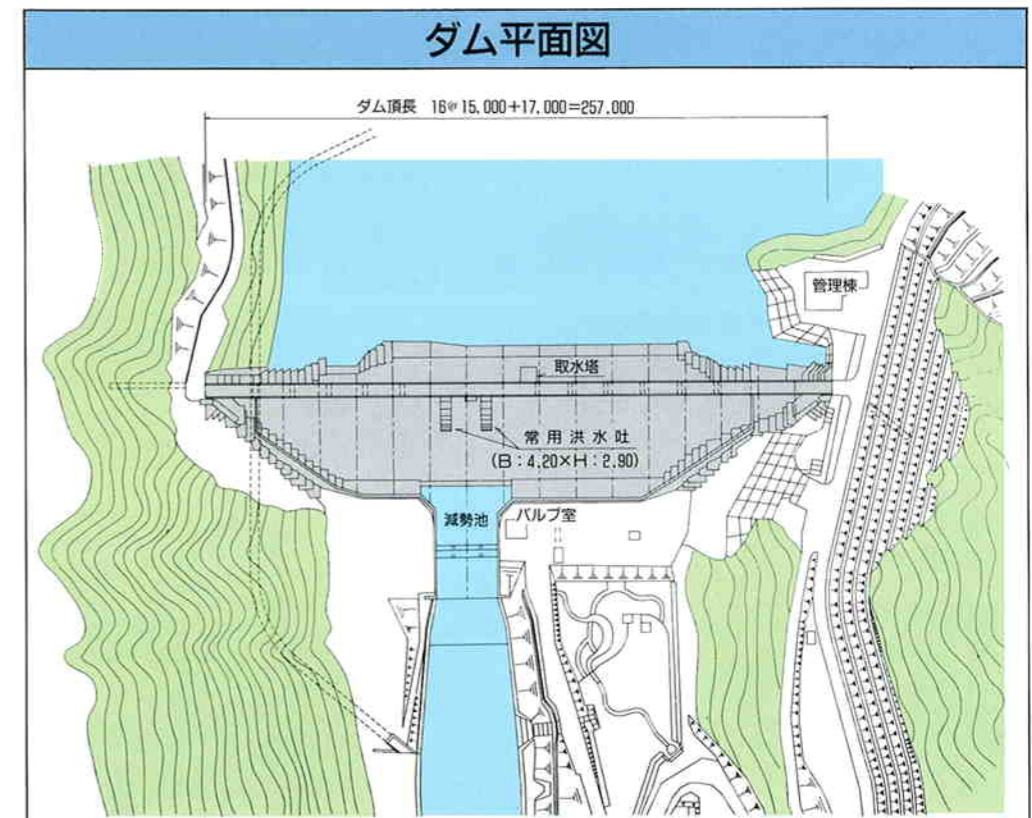 ダム平面図
ダム頂長 16@15,000+17,000=257,000
管理棟
取水塔
常用洪水吐
(B:4.20×H:2.90)
減勢池
バルブ室